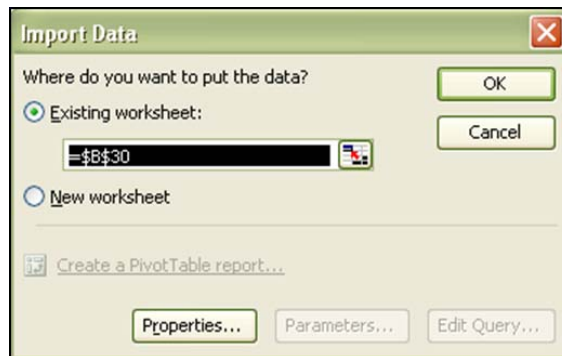 Import Data
Where do you want to put the data?
Existing worksheet:
=$B$30
New worksheet
Create a PivotTable report...
OK
Cancel
Properties...
Parameters...
Edit Query...